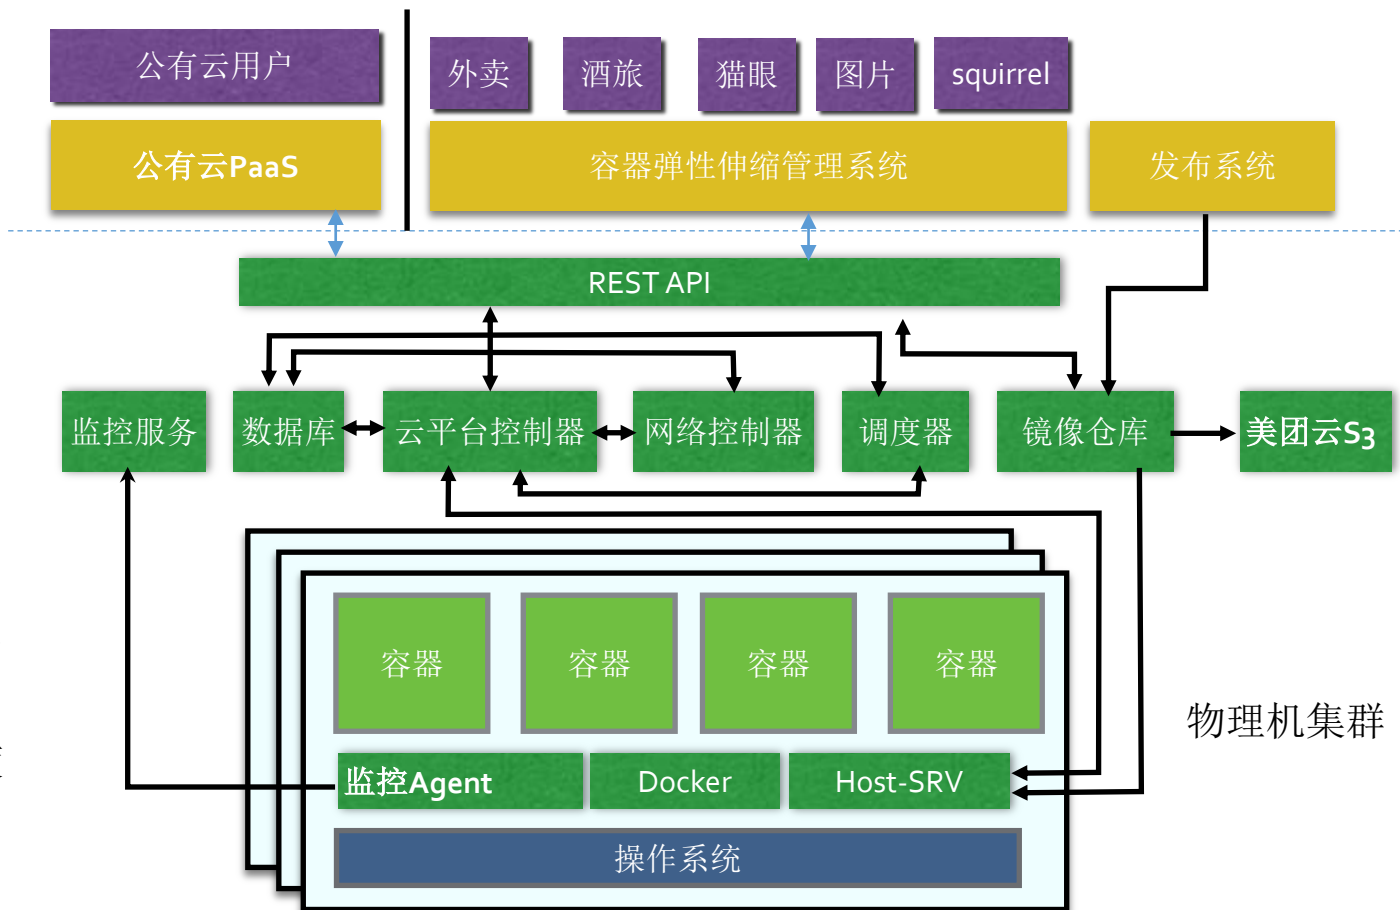 公有云用户
外卖
酒旅
猫眼
图片
squirrel
公有云PaaS
容器弹性伸缩管理系统
发布系统
REST API
监控服务
数据库
云平台控制器
网络控制器
调度器
镜像仓库
美团云S3
容器
容器
容器
容器
物理机集群
监控Agent
Docker
Host-SRV
操作系统